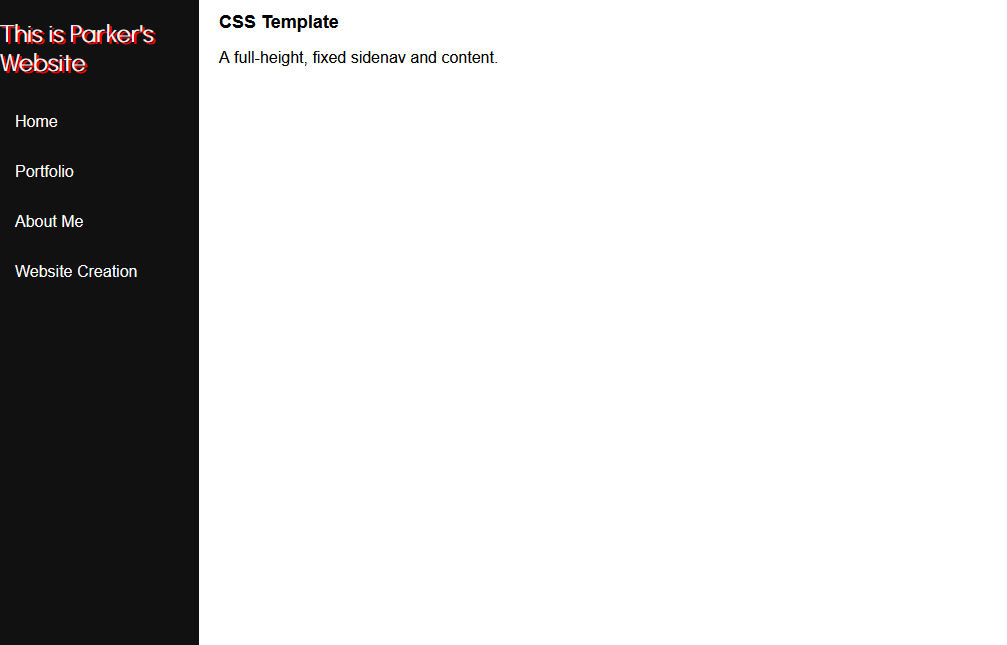 This is Parker's
Website
Home
Portfolio
About Me
Website Creation
CSS Template
A full-height, fixed sidenav and content.